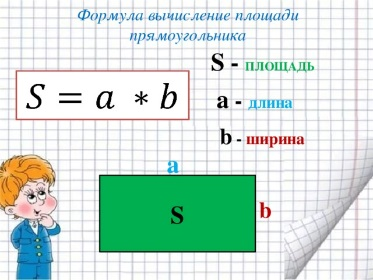 Формула вычисление площади
прямоугольника
S - ПЛОЩАДЬ
S = a ∗ b
a - длина
b - ширина
a
S
b